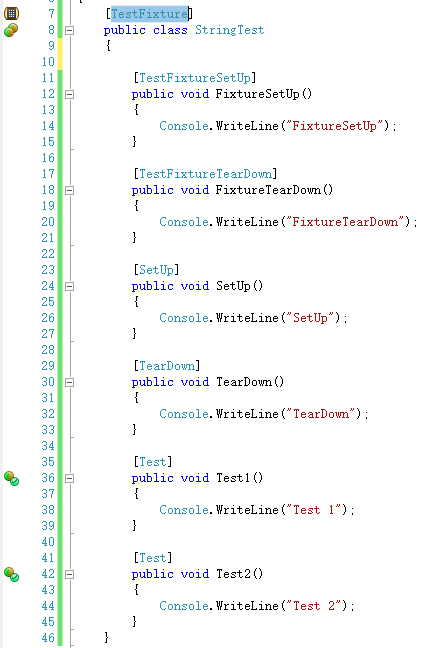 7 [TestFixture]
8 public class StringTest
9 {
10
11 [TestFixtureSetUp]
12 public void FixtureSetUp()
13 {
14 Console.WriteLine("FixtureSetUp");
15 }
16
17 [TestFixtureTearDown]
18 public void FixtureTearDown()
19 {
20 Console.WriteLine("FixtureTearDown");
21 }
22
23 [SetUp]
24 public void SetUp()
25 {
26 Console.WriteLine("SetUp");
27 }
28
29 [TearDown]
30 public void TearDown()
31 {
32 Console.WriteLine("TearDown");
33 }
34
35 [Test]
36 public void Test1()
37 {
38 Console.WriteLine("Test 1");
39 }
40
41 [Test]
42 public void Test2()
43 {
44 Console.WriteLine("Test 2");
45 }
46 }